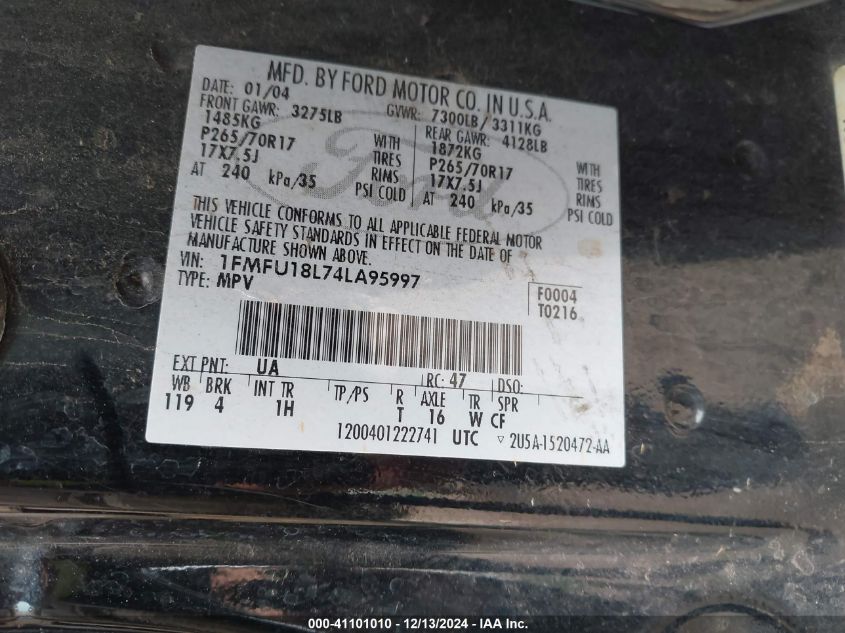 MFD. BY FORD MOTOR CO. IN U.S.A.
DATE: 01/04 GVWR: 7300LB/ 3311KG
FRONT GAWR: 3275LB REAR GAWR: 4128LB
1485KG WITH 1872KG WITH
P265/70R17 TIRES P265/70R17 TIRES
17X7.5J RIMS 17X7.5J RIMS
AT 240 kPa/35 PSI COLD AT 240 kPa/35 PSI COLD
Ford
THIS VEHICLE CONFORMS TO ALL APPLICABLE FEDERAL MOTOR
VEHICLE SAFETY STANDARDS IN EFFECT ON THE DATE OF
MANUFACTURE SHOWN ABOVE.
VIN: 1FMFU18L74LA95997
TYPE: MPV
F0004
T0216
EXT PNT: UA RC: 47 DSO:
WB BRK INT TR TP/PS R AXLE TR SPR
119 4 1H T 16 W CF
1200401222741 UTC ▽ 2U5A-1520472-AA
000-41101010 - 12/13/2024 - IAA Inc.